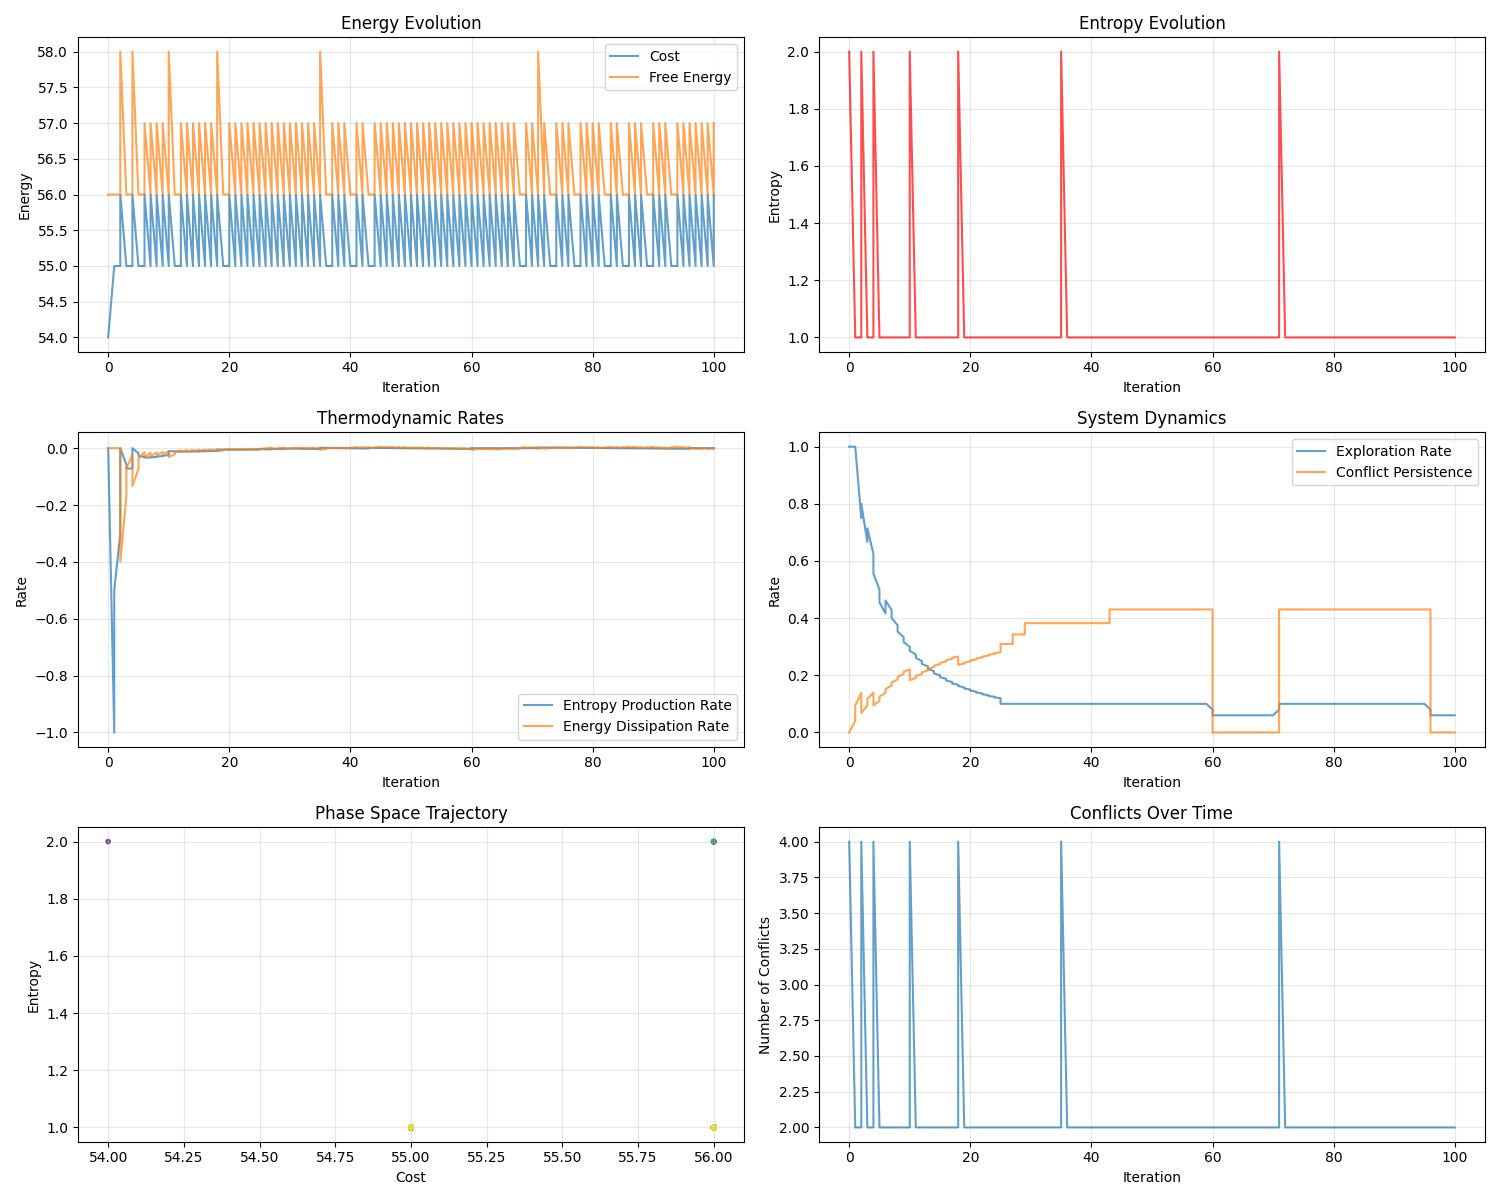 Energy Evolution
58.0
57.5
57.0
56.5
56.0
55.5
55.0
54.5
54.0
Energy
Cost
Free Energy
0 20 40 60 80 100
Iteration
Entropy Evolution
2.0
1.8
1.6
1.4
1.2
1.0
Entropy
0 20 40 60 80 100
Iteration
Thermodynamic Rates
0.0
−0.2
−0.4
−0.6
−0.8
−1.0
Rate
Entropy Production Rate
Energy Dissipation Rate
0 20 40 60 80 100
Iteration
System Dynamics
1.0
0.8
0.6
0.4
0.2
0.0
Rate
Exploration Rate
Conflict Persistence
0 20 40 60 80 100
Iteration
Phase Space Trajectory
2.0
1.8
1.6
1.4
1.2
1.0
Entropy
54.00 54.25 54.50 54.75 55.00 55.25 55.50 55.75 56.00
Cost
Conflicts Over Time
4.00
3.75
3.50
3.25
3.00
2.75
2.50
2.25
2.00
Number of Conflicts
0 20 40 60 80 100
Iteration